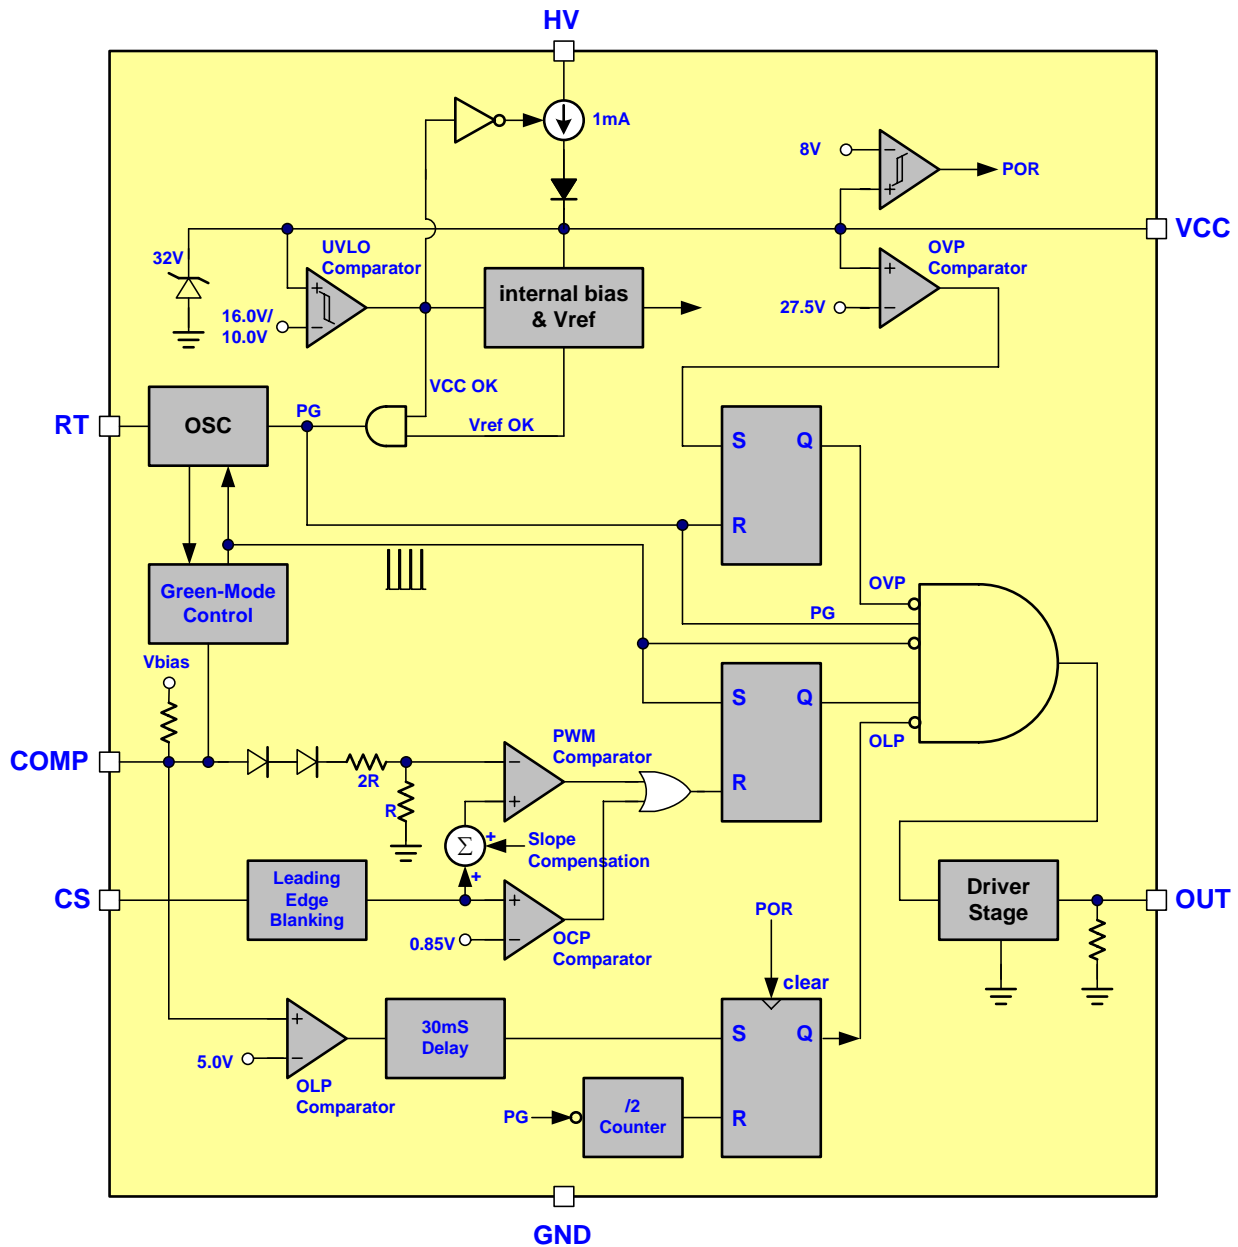 HV
1mA
8V
POR
VCC
32V
UVLO
Comparator
OVP
Comparator
internal bias
& Vref
16.0V/
10.0V
27.5V
VCC OK
RT
OSC
PG
Vref OK
S
Q
R
Green-Mode
Control
OVP
PG
Vbias
S
Q
COMP
PWM
Comparator
OLP
2R
R
R
Σ
+
Slope
Compensation
+
CS
Leading
Edge
Blanking
0.85V
OCP
Comparator
Driver
Stage
OUT
POR
clear
30mS
Delay
S
Q
5.0V
OLP
Comparator
PG
/2
Counter
R
GND